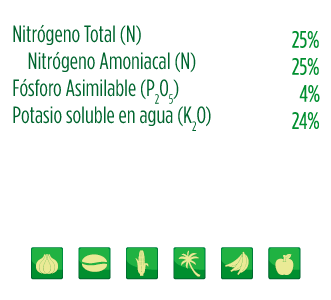 Nitrógeno Total (N) 25%
Nitrógeno Amoniacal (N) 25%
Fósforo Asimilable (P₂O₅) 4%
Potasio soluble en agua (K₂O) 24%